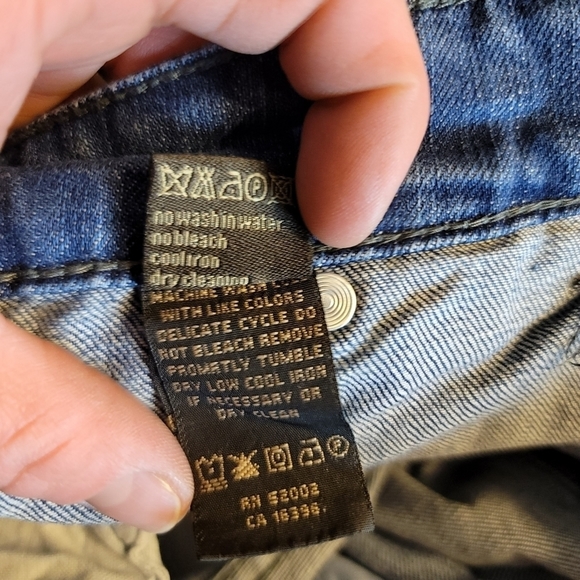 P
no wash in water
no bleach
cool iron
dry cleaning
MACHINE WASH
WITH LIKE COLORS
DELICATE CYCLE DO
NOT BLEACH REMOVE
PROMATLY TUMBLE
DRY LOW COOL IRON
IF NECESSARY OR
DRY CLEAN
P
RN 52002
CA 16396.